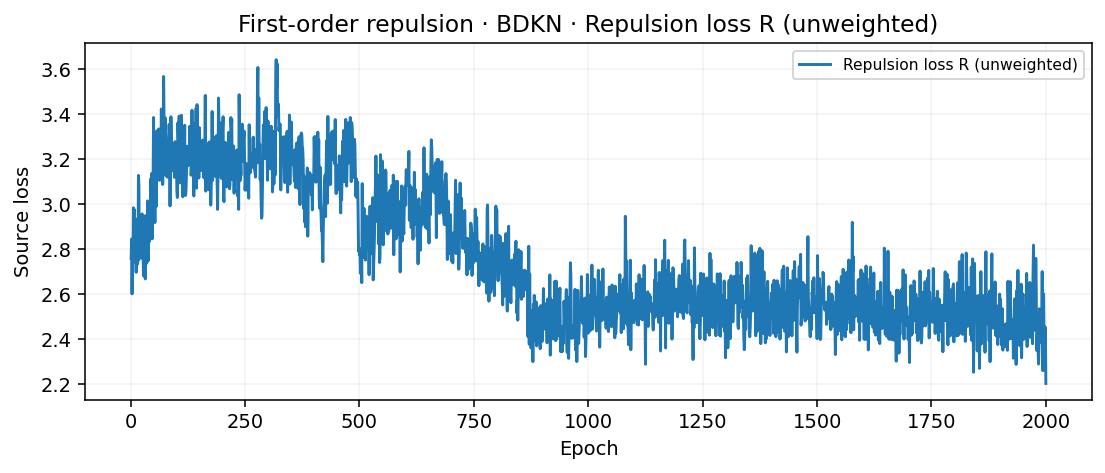 First-order repulsion · BDKN · Repulsion loss R (unweighted)
Repulsion loss R (unweighted)
Source loss
3.6
3.4
3.2
3.0
2.8
2.6
2.4
2.2
0 250 500 750 1000 1250 1500 1750 2000
Epoch